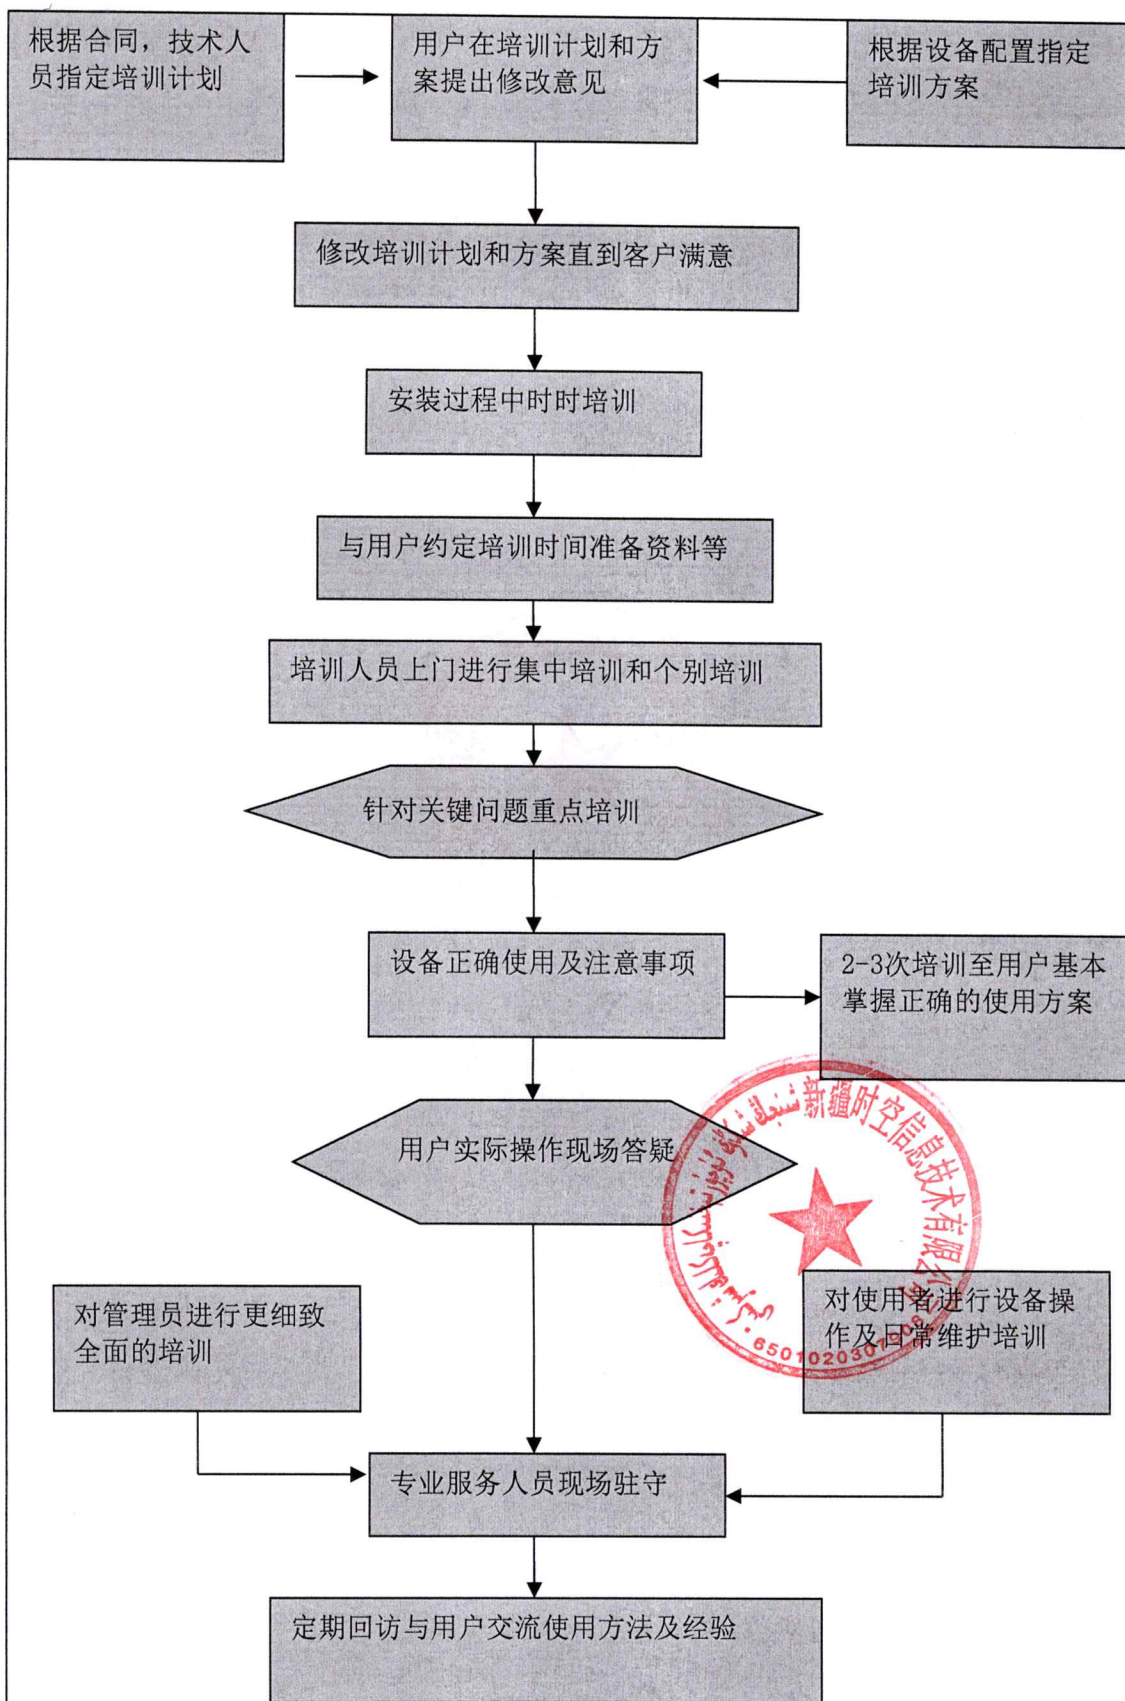 根据合同，技术人
员指定培训计划
用户在培训计划和方
案提出修改意见
根据设备配置指定
培训方案
修改培训计划和方案直到客户满意
安装过程中时时培训
与用户约定培训时间准备资料等
培训人员上门进行集中培训和个别培训
针对关键问题重点培训
设备正确使用及注意事项
2-3次培训至用户基本
掌握正确的使用方案
用户实际操作现场答疑
新疆时空信息技术有限公司
6501020307906
对管理员进行更细致
全面的培训
对使用者进行设备操
作及日常维护培训
专业服务人员现场驻守
定期回访与用户交流使用方法及经验